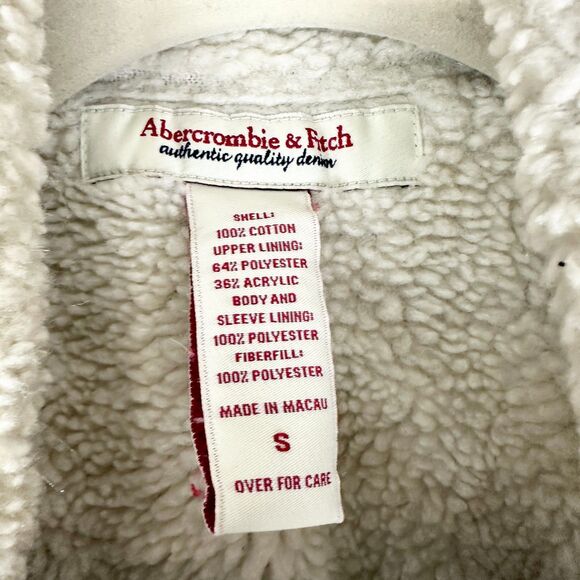 Abercrombie & Fitch
authentic quality denim
SHELL:
100% COTTON
UPPER LINING:
64% POLYESTER
36% ACRYLIC
BODY AND
SLEEVE LINING:
100% POLYESTER
FIBERFILL:
100% POLYESTER
MADE IN MACAU
S
OVER FOR CARE